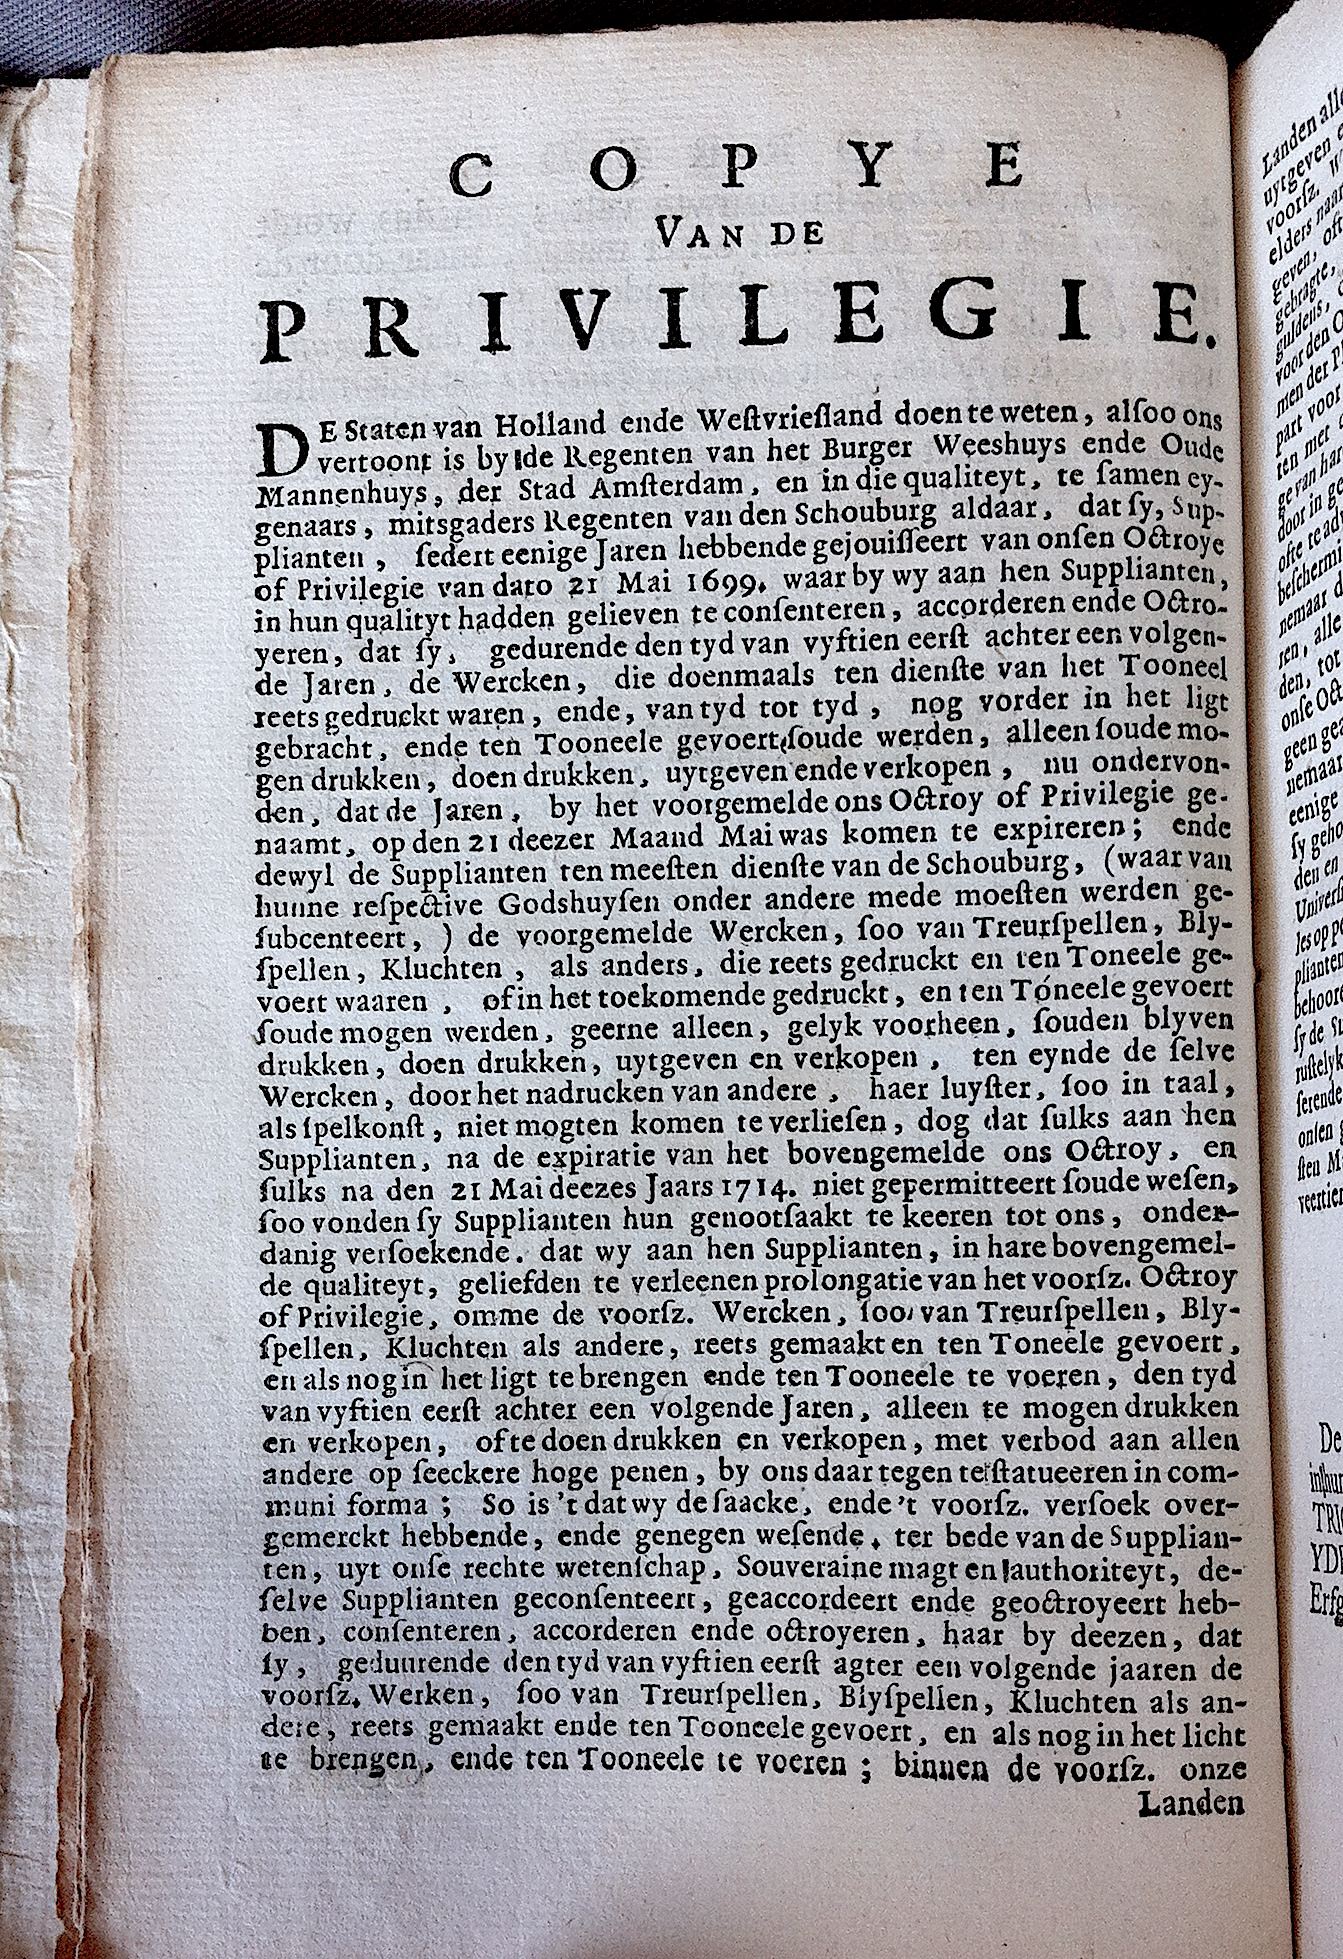 COPYE
VAN DE
PRIVILEGIE.
DE Staten van Holland ende Westvriesland doen te weten, alsoo ons
vertoont is by de Regenten van het Burger Weeshuys ende Oude
Mannenhuys, der Stad Amsterdam, en in die qualiteyt, te samen ey-
genaars, mitsgaders Regenten van den Schouburg aldaar, dat sy, Sup-
plianten, sedert eenige Jaren hebbende gejouisseert van onsen Octroye
of Privilegie van dato 21 Mai 1699. waar by wy aan hen Supplianten,
in hun qualityt hadden gelieven te consenteren, accorderen ende Octro-
yeren, dat sy, gedurende den tyd van vyftien eerst achter een volgen-
de Jaren, de Wercken, die doenmaals ten dienste van het Tooneel
reets gedruckt waren, ende, van tyd tot tyd, nog vorder in het ligt
gebracht, ende ten Tooneele gevoert soude werden, alleen soude mo-
gen drukken, doen drukken, uytgeven ende verkopen, nu ondervon-
den, dat de Jaren, by het voorgemelde ons Octroy of Privilegie ge-
naamt, op den 21 deezer Maand Mai was komen te expireren; ende
dewyl de Supplianten ten meesten dienste van de Schouburg, (waar van
hunne respective Godshuysen onder andere mede moesten werden ge-
subcenteert, ) de voorgemelde Wercken, soo van Treurspellen, Bly-
spellen, Kluchten, als anders, die reets gedruckt en ten Toneele ge-
voert waaren, of in het toekomende gedruckt, en ten Toneele gevoert
soude mogen werden, geerne alleen, gelyk voorheen, souden blyven
drukken, doen drukken, uytgeven en verkopen, ten eynde de selve
Wercken, door het nadrucken van andere, haer luyster, soo in taal,
als spelkonst, niet mogten komen te verliesen, dog dat sulks aan hen
Supplianten, na de expiratie van het bovengemelde ons Octroy, en
sulks na den 21 Mai deezes Jaars 1714. niet gepermitteert soude wesen,
soo vonden sy Supplianten hun genootsaakt te keeren tot ons, onder-
danig versoekende. dat wy aan hen Supplianten, in hare bovengemel-
de qualiteyt, geliefden te verleenen prolongatie van het voorsz. Octroy
of Privilegie, omme de voorsz. Wercken, soo van Treurspellen, Bly-
spellen, Kluchten als andere, reets gemaakt en ten Toneele gevoert,
en als nog in het ligt te brengen ende ten Tooneele te voeren, den tyd
van vyftien eerst achter een volgende Jaren, alleen te mogen drukken
en verkopen, of te doen drukken en verkopen, met verbod aan allen
andere op seeckere hoge penen, by ons daar tegen te statueeren in com-
muni forma; So is 't dat wy de saacke, ende 't voorsz. versoek over-
gemerckt hebbende, ende genegen wesende, ter bede van de Supplian-
ten, uyt onse rechte wetenschap, Souveraine magt en authoriteyt, de-
selve Supplianten geconsenteert, geaccordeert ende geoctroyeert heb-
ben, consenteren, accorderen ende octroyeren, haar by deezen, dat
sy, geduurende den tyd van vyftien eerst agter een volgende jaaren de
voorsz. Werken, soo van Treurspellen, Blyspellen, Kluchten als an-
dere, reets gemaakt ende ten Tooneele gevoert, en als nog in het licht
te brengen, ende ten Tooneele te voeren; binnen de voorsz. onze
Landen